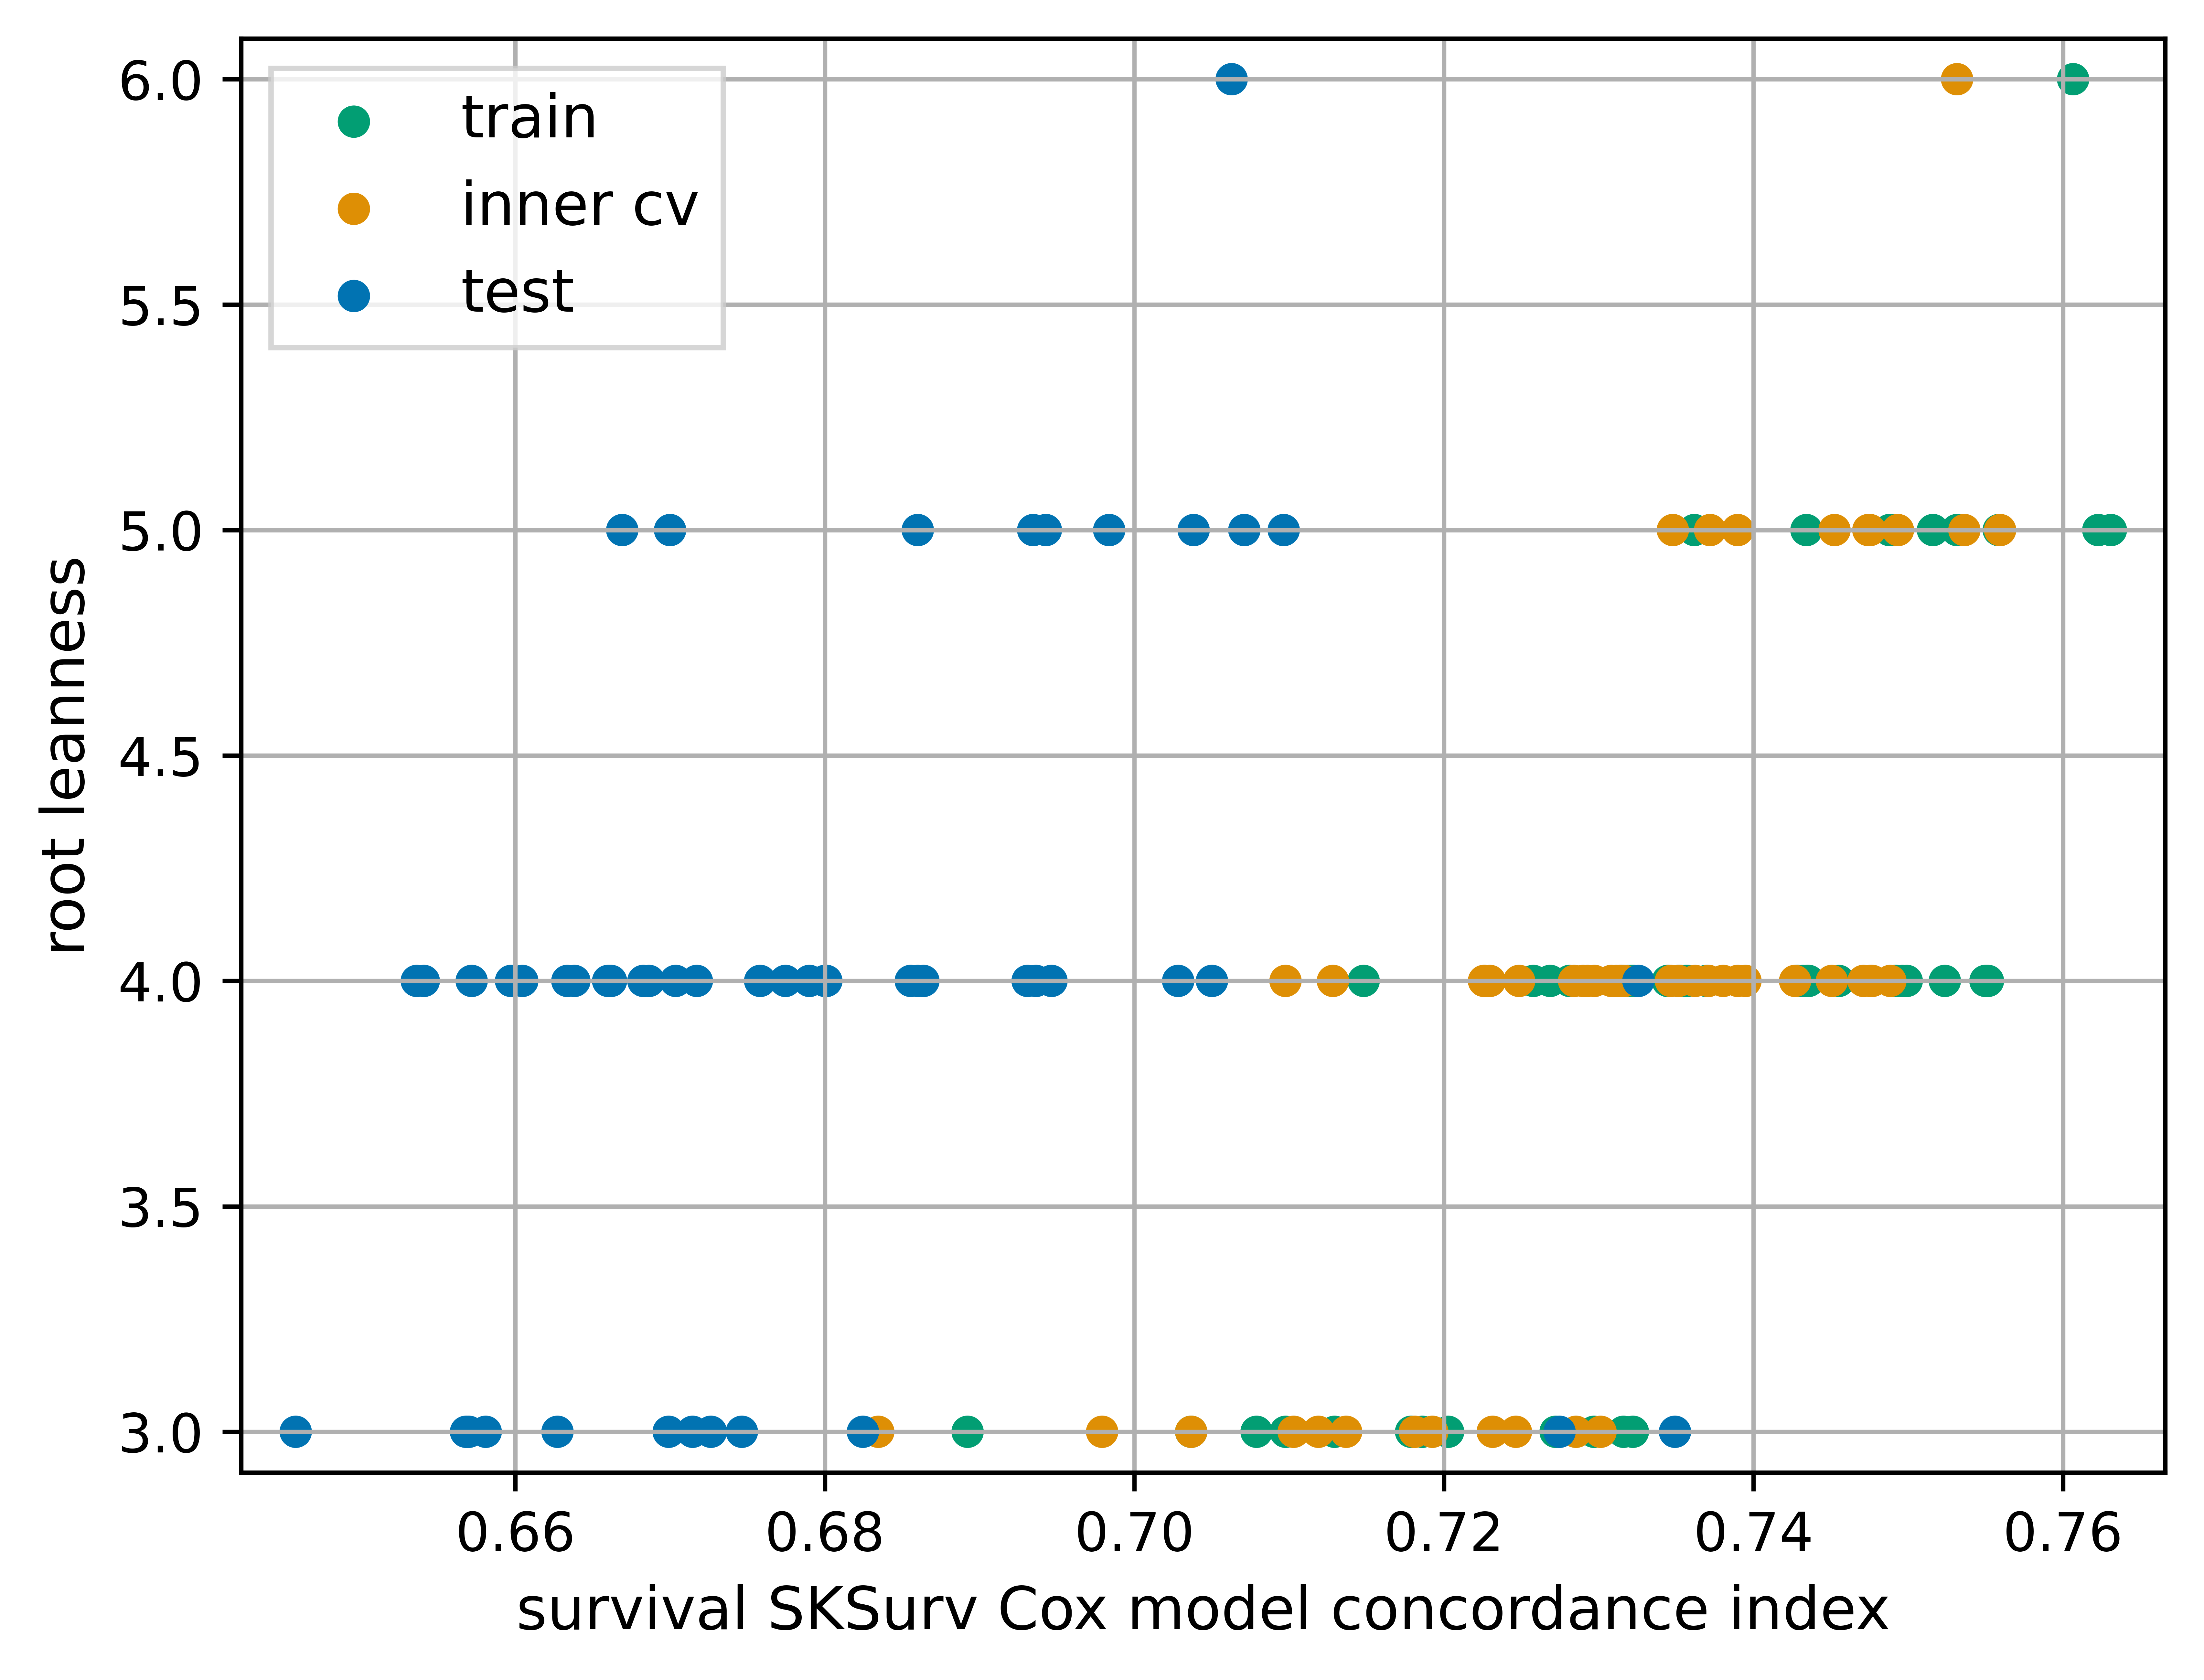 train
inner cv
test
6.0
5.5
5.0
4.5
4.0
3.5
3.0
root leanness
0.66 0.68 0.70 0.72 0.74 0.76
survival SKSurv Cox model concordance index